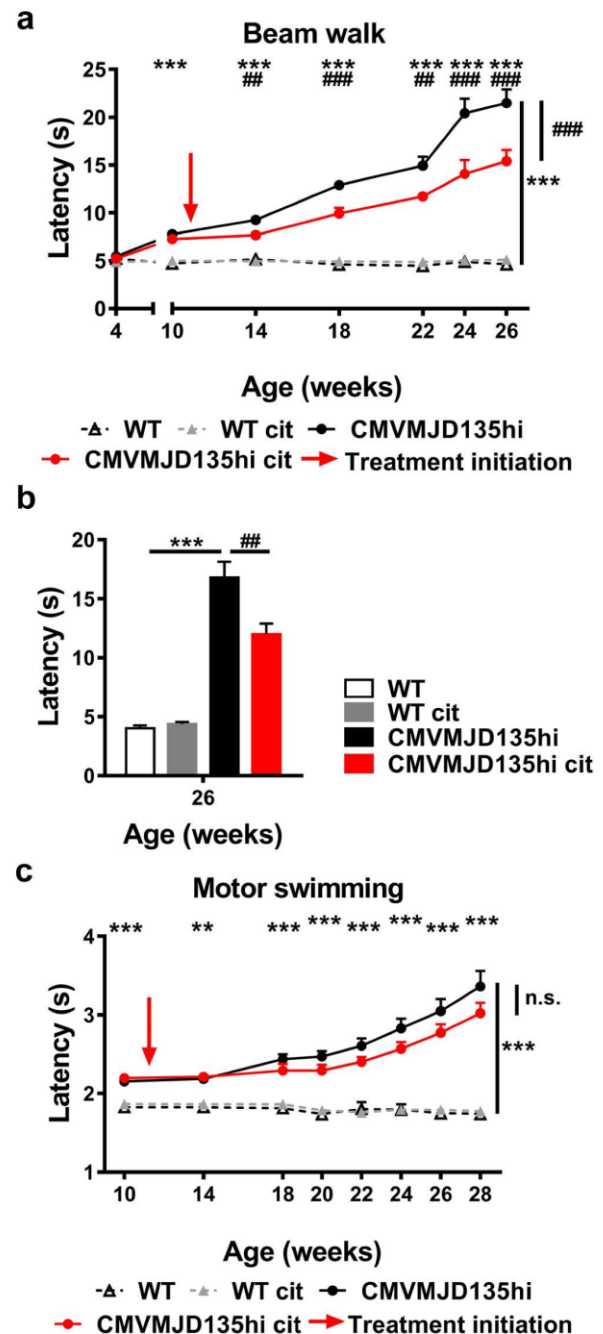 a
Beam walk
*** *** *** *** *** ***
## ### ## ### ###
25
20
15
10
5
0
Latency (s)
###
***
4 10 14 18 22 24 26
Age (weeks)
WT WT cit CMVMJD135hi
CMVMJD135hi cit Treatment initiation
b
20
15
10
5
0
Latency (s)
*** ##
26
Age (weeks)
WT
WT cit
CMVMJD135hi
CMVMJD135hi cit
c
Motor swimming
*** ** *** *** *** *** *** ***
4
3
2
1
Latency (s)
n.s.
***
10 14 18 20 22 24 26 28
Age (weeks)
WT WT cit CMVMJD135hi
CMVMJD135hi cit Treatment initiation